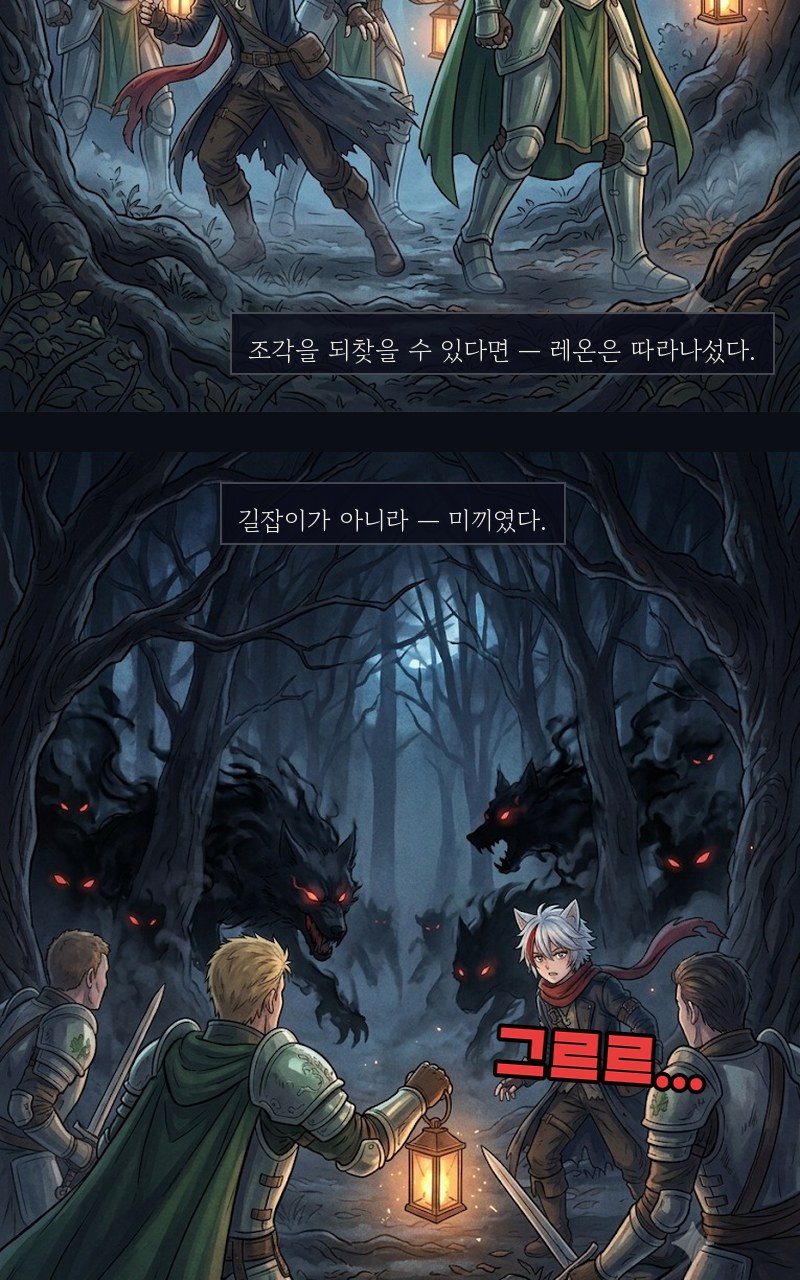 조각을 되찾을 수 있다면 — 레온은 따라나섰다.
길잡이가 아니라 — 미끼였다.
그르르...